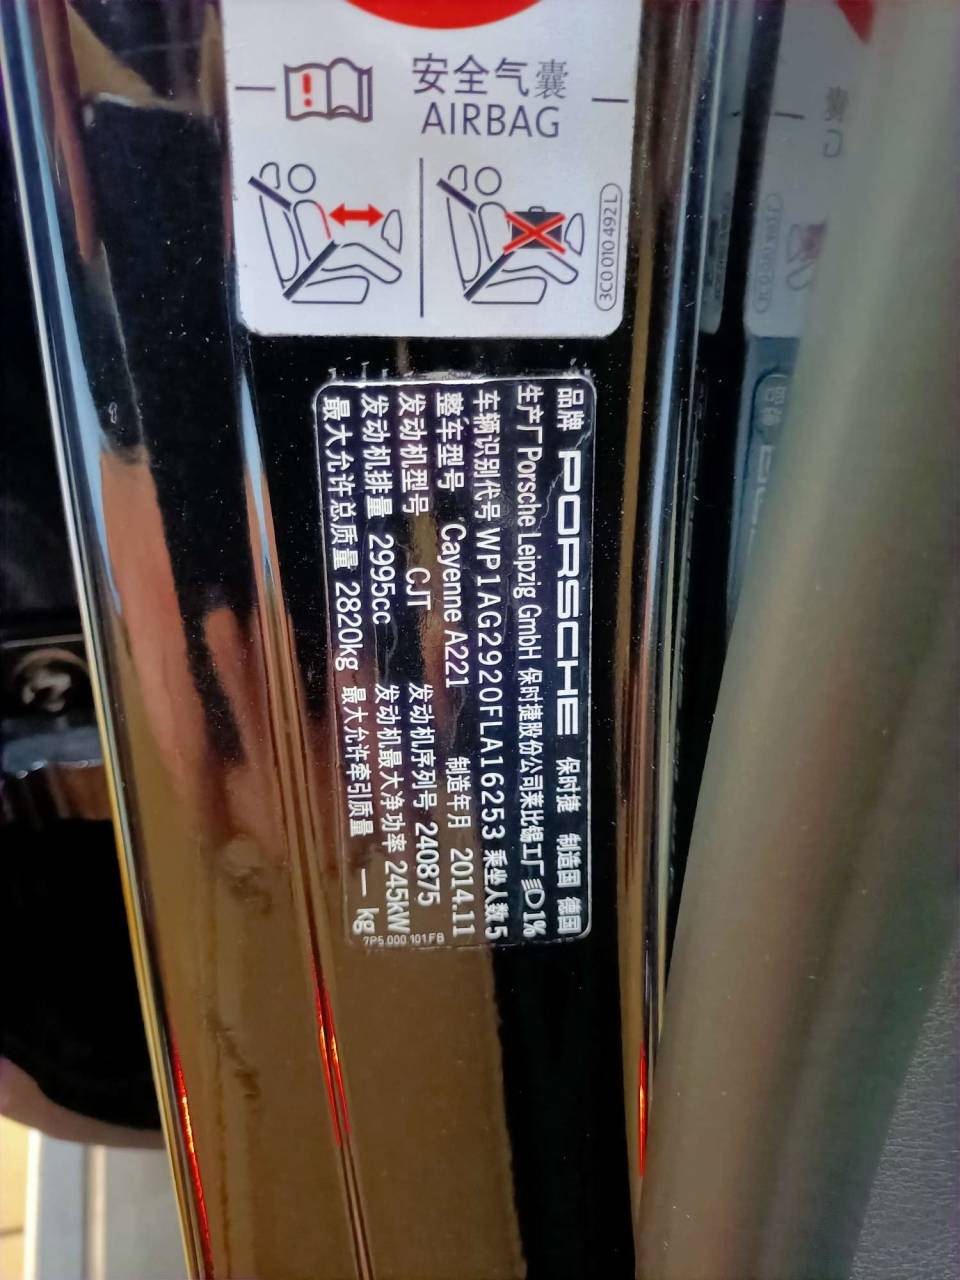 安全气囊
AIRBAG
3C0 010 492 L
品牌 PORSCHE 保时捷 制造国 德国
生产厂 Porsche Leipzig GmbH 保时捷股份公司莱比锡工厂 1%
车辆识别代号 WP1AG2920FLA16253 乘坐人数 5
整车型号 Cayenne A221 制造年月 2014.11
发动机型号 CJT 发动机序列号 240875
发动机排量 2995cc 发动机最大净功率 245kW
最大允许总质量 2820kg 最大允许牵引质量 — kg
7P5.000.101.FB